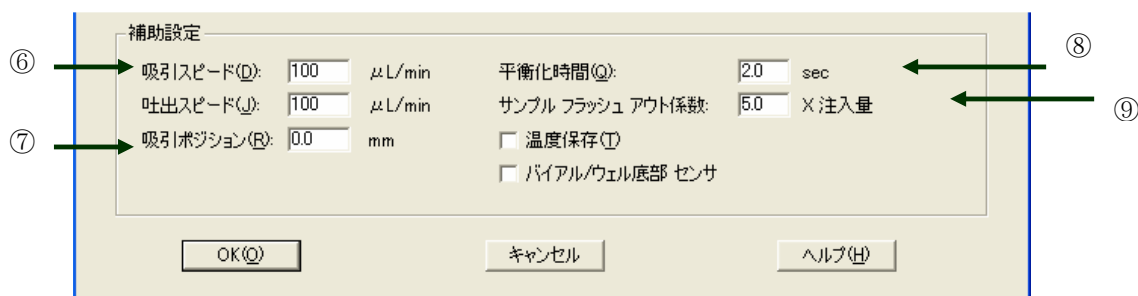 補助設定
⑥ 吸引スピード(D): 100 μL/min 平衡化時間(Q): 2.0 sec ⑧
吐出スピード(J): 100 μL/min サンプル フラッシュ アウト係数: 5.0 X 注入量 ⑨
⑦ 吸引ポジション(R): 0.0 mm 温度保存(T)
バイアル/ウェル底部 センサ
OK(O) キャンセル ヘルプ(H)